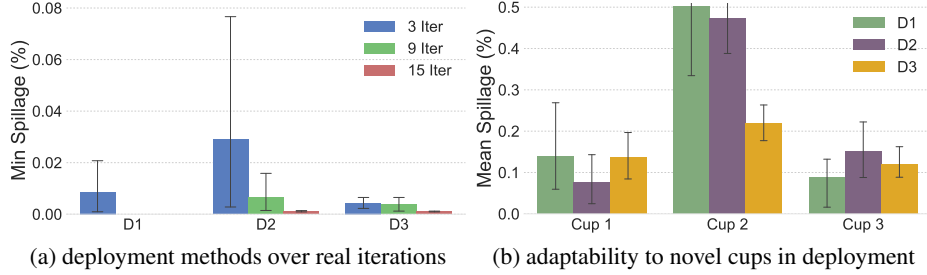 0.08
0.06
0.04
0.02
0.00
Min Spillage (%)
3 Iter
9 Iter
15 Iter
D1
D2
D3
(a) deployment methods over real iterations
0.5
0.4
0.3
0.2
0.1
0.0
Mean Spillage (%)
D1
D2
D3
Cup 1
Cup 2
Cup 3
(b) adaptability to novel cups in deployment